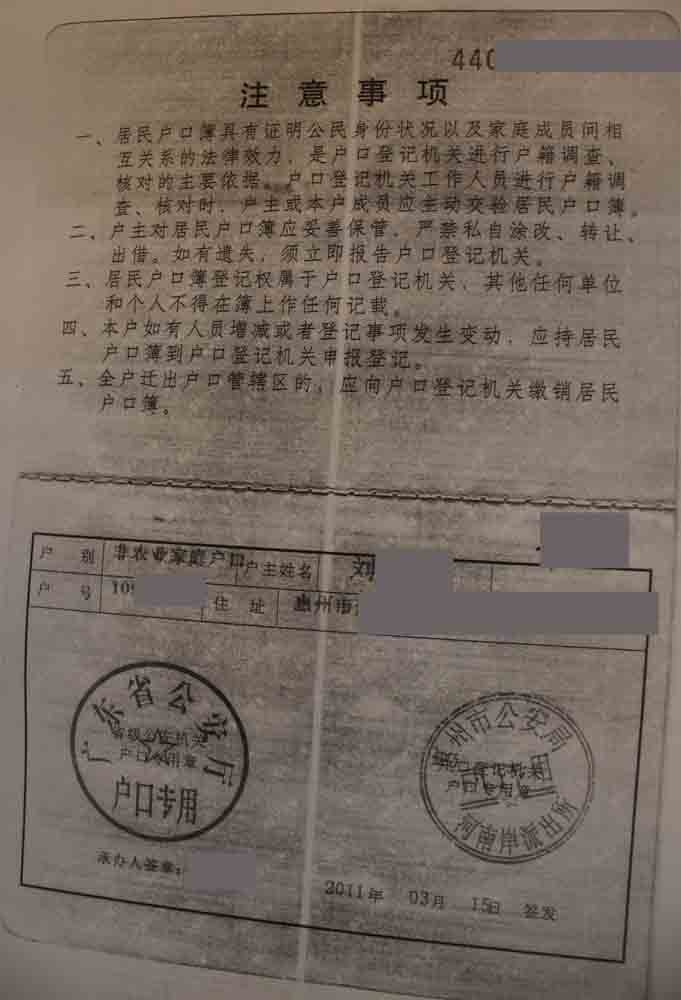 440
注意事项
一、居民户口簿具有证明公民身份状况以及家庭成员间相
互关系的法律效力，是户口登记机关进行户籍调查、
核对的主要依据。户口登记机关工作人员进行户籍调
查、核对时，户主或本户成员应主动交验居民户口簿。
二、户主对居民户口簿应妥善保管，严禁私自涂改、转让、
出借。如有遗失，须立即报告户口登记机关。
三、居民户口簿登记权属于户口登记机关，其他任何单位
和个人不得在簿上作任何记载。
四、本户如有人员增减或者登记事项发生变动，应持居民
户口簿到户口登记机关申报登记。
五、全户迁出户口管辖区的，应向户口登记机关缴销居民
户口簿。
户别 非农业家庭户口 户主姓名 刘
户号 109 住址 惠州市
广东省公安厅
省级公安机关
户口专用章
户口专用
惠州市公安局
户口登记机关
户口专用章
河南岸派出所
承办人签章：
2011年 03月 15日 签发